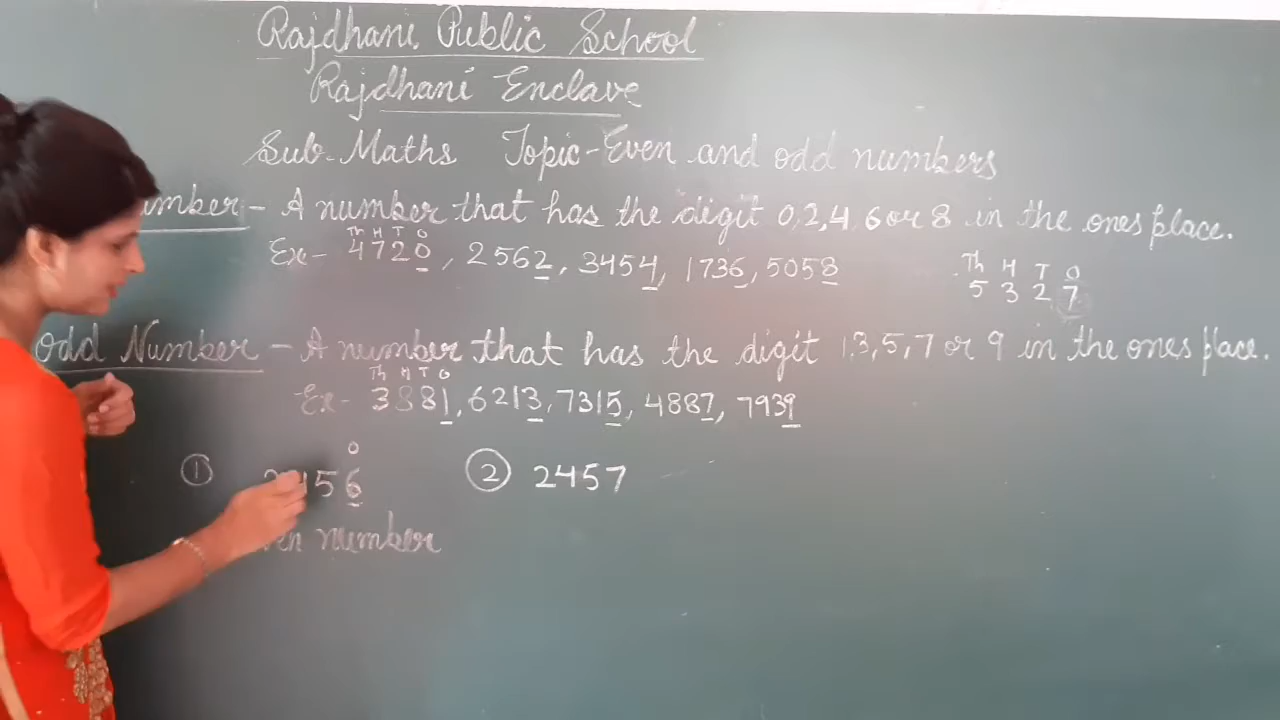 Rajdhani Public School
Rajdhani Enclave
Sub-Maths Topic-Even and odd numbers
umber - A number that has the digit 0,2,4,6 or 8 in the ones place.
Th H T O
Ex- 4720, 2562, 3454, 1736, 5058
Th H T O
5 3 2 7
odd Number - A number that has the digit 1,3,5,7 or 9 in the ones place.
Th H T O
Ex- 3881, 6213, 7315, 4887, 7939
O
① 2456 ② 2457
en number